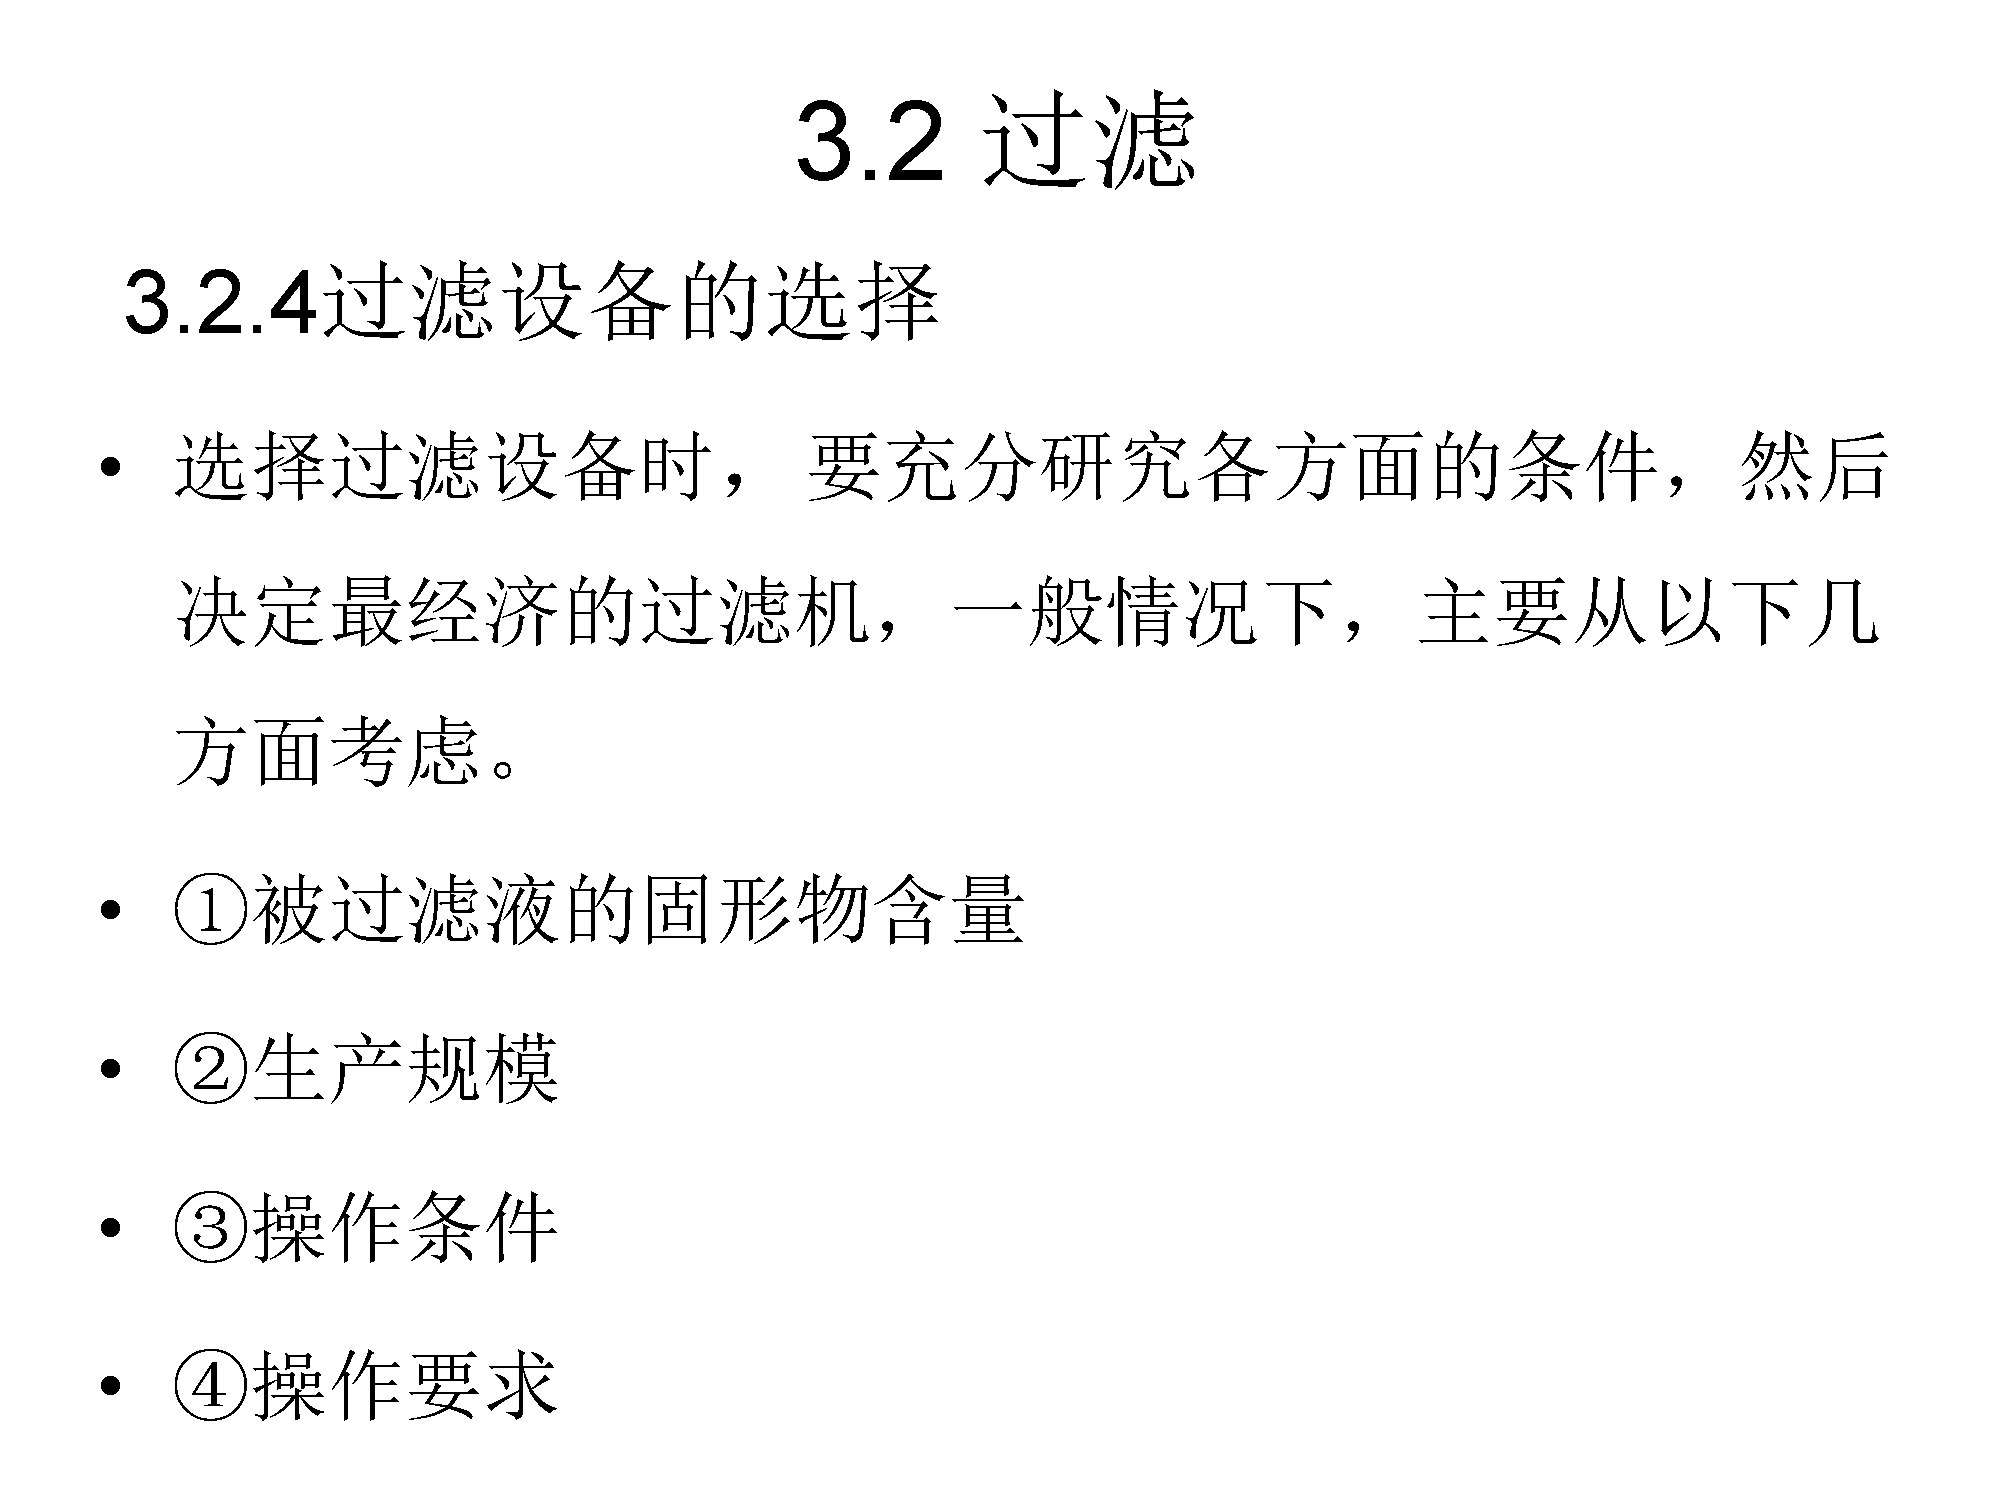 3.2 过滤
3.2.4过滤设备的选择
• 选择过滤设备时，要充分研究各方面的条件，然后
决定最经济的过滤机，一般情况下，主要从以下几
方面考虑。
• ①被过滤液的固形物含量
• ②生产规模
• ③操作条件
• ④操作要求